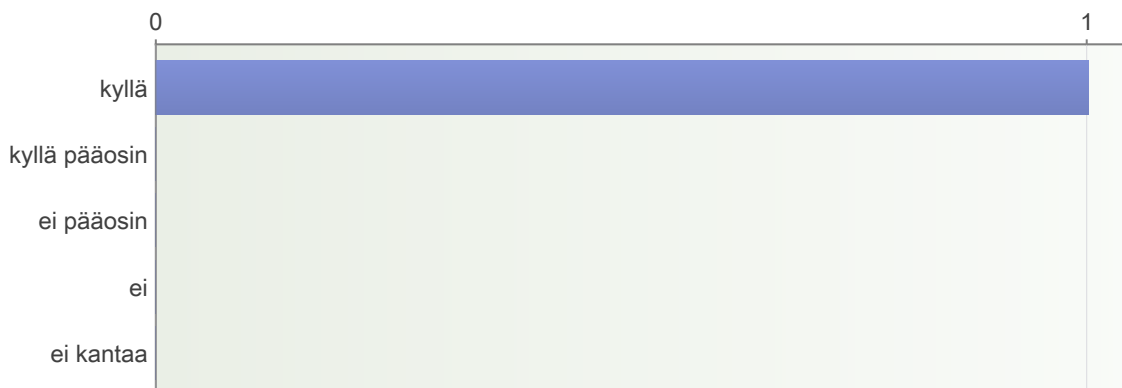 0 1
kyllä
kyllä pääosin
ei pääosin
ei
ei kantaa